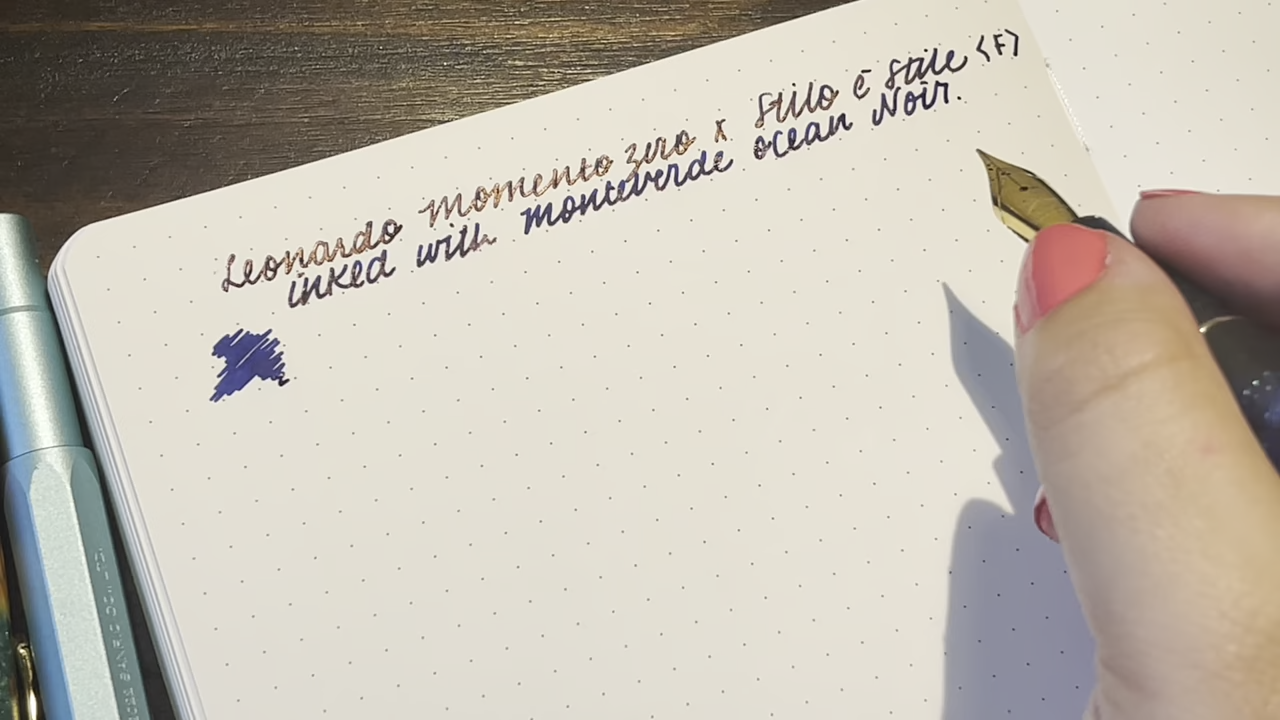 Leonardo Momento zero x Stilo è Stile <F>
inked with Monteverde ocean Noir.